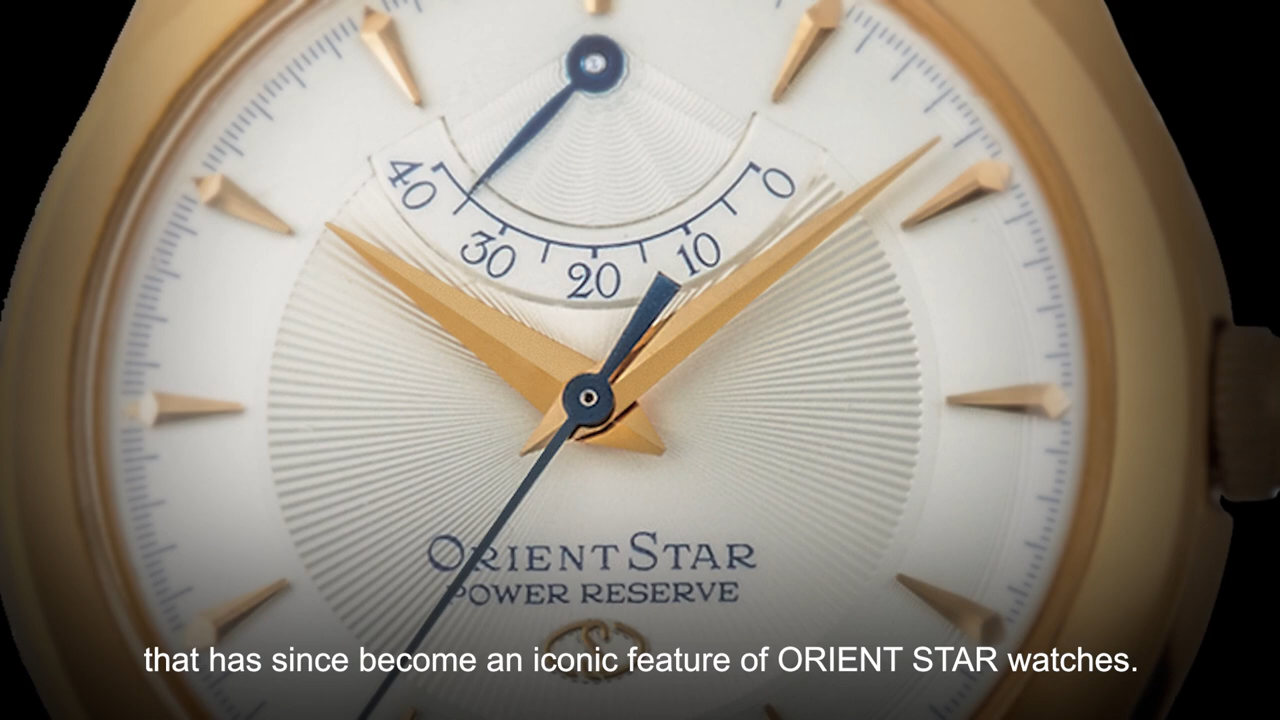 40
30
20
10
0
ORIENT STAR
POWER RESERVE
that has since become an iconic feature of ORIENT STAR watches.